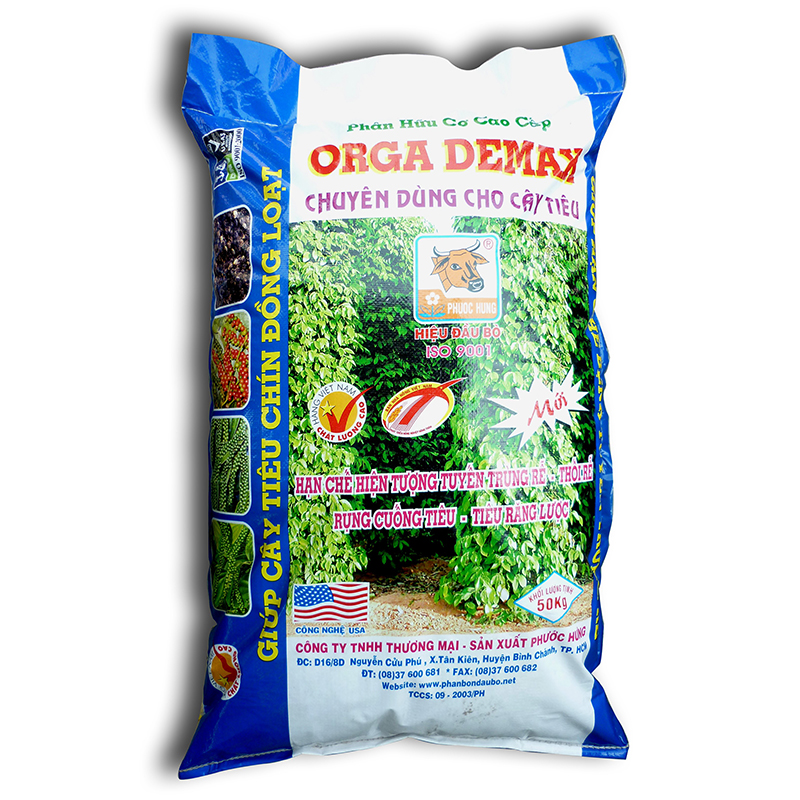 Phân Hữu Cơ Cao Cấp
ORGA DEMAX
CHUYÊN DÙNG CHO CÂY TIÊU
PHƯỚC HƯNG
®
HIỆU ĐẦU BÒ
ISO 9001
HÀNG VIỆT NAM
CHẤT LƯỢNG CAO
Mới
HẠN CHẾ HIỆN TƯỢNG TUYẾN TRÙNG RỄ - THỐI RỄ
RỤNG CUỐNG TIÊU - TIÊU RĂNG LƯỢC
KHỐI LƯỢNG TỊNH
50Kg
CÔNG NGHỆ USA
CÔNG TY TNHH THƯƠNG MẠI - SẢN XUẤT PHƯỚC HƯNG
ĐC: D16/8D Nguyễn Cửu Phú , X.Tân Kiên, Huyện Bình Chánh, TP. HCM
ĐT: (08)37 600 681 * FAX: (08)37 600 682
Website: www.phanbondaubo.net
TCCS: 09 - 2003/PH
GIÚP CÂY TIÊU CHÍN ĐỒNG LOẠT